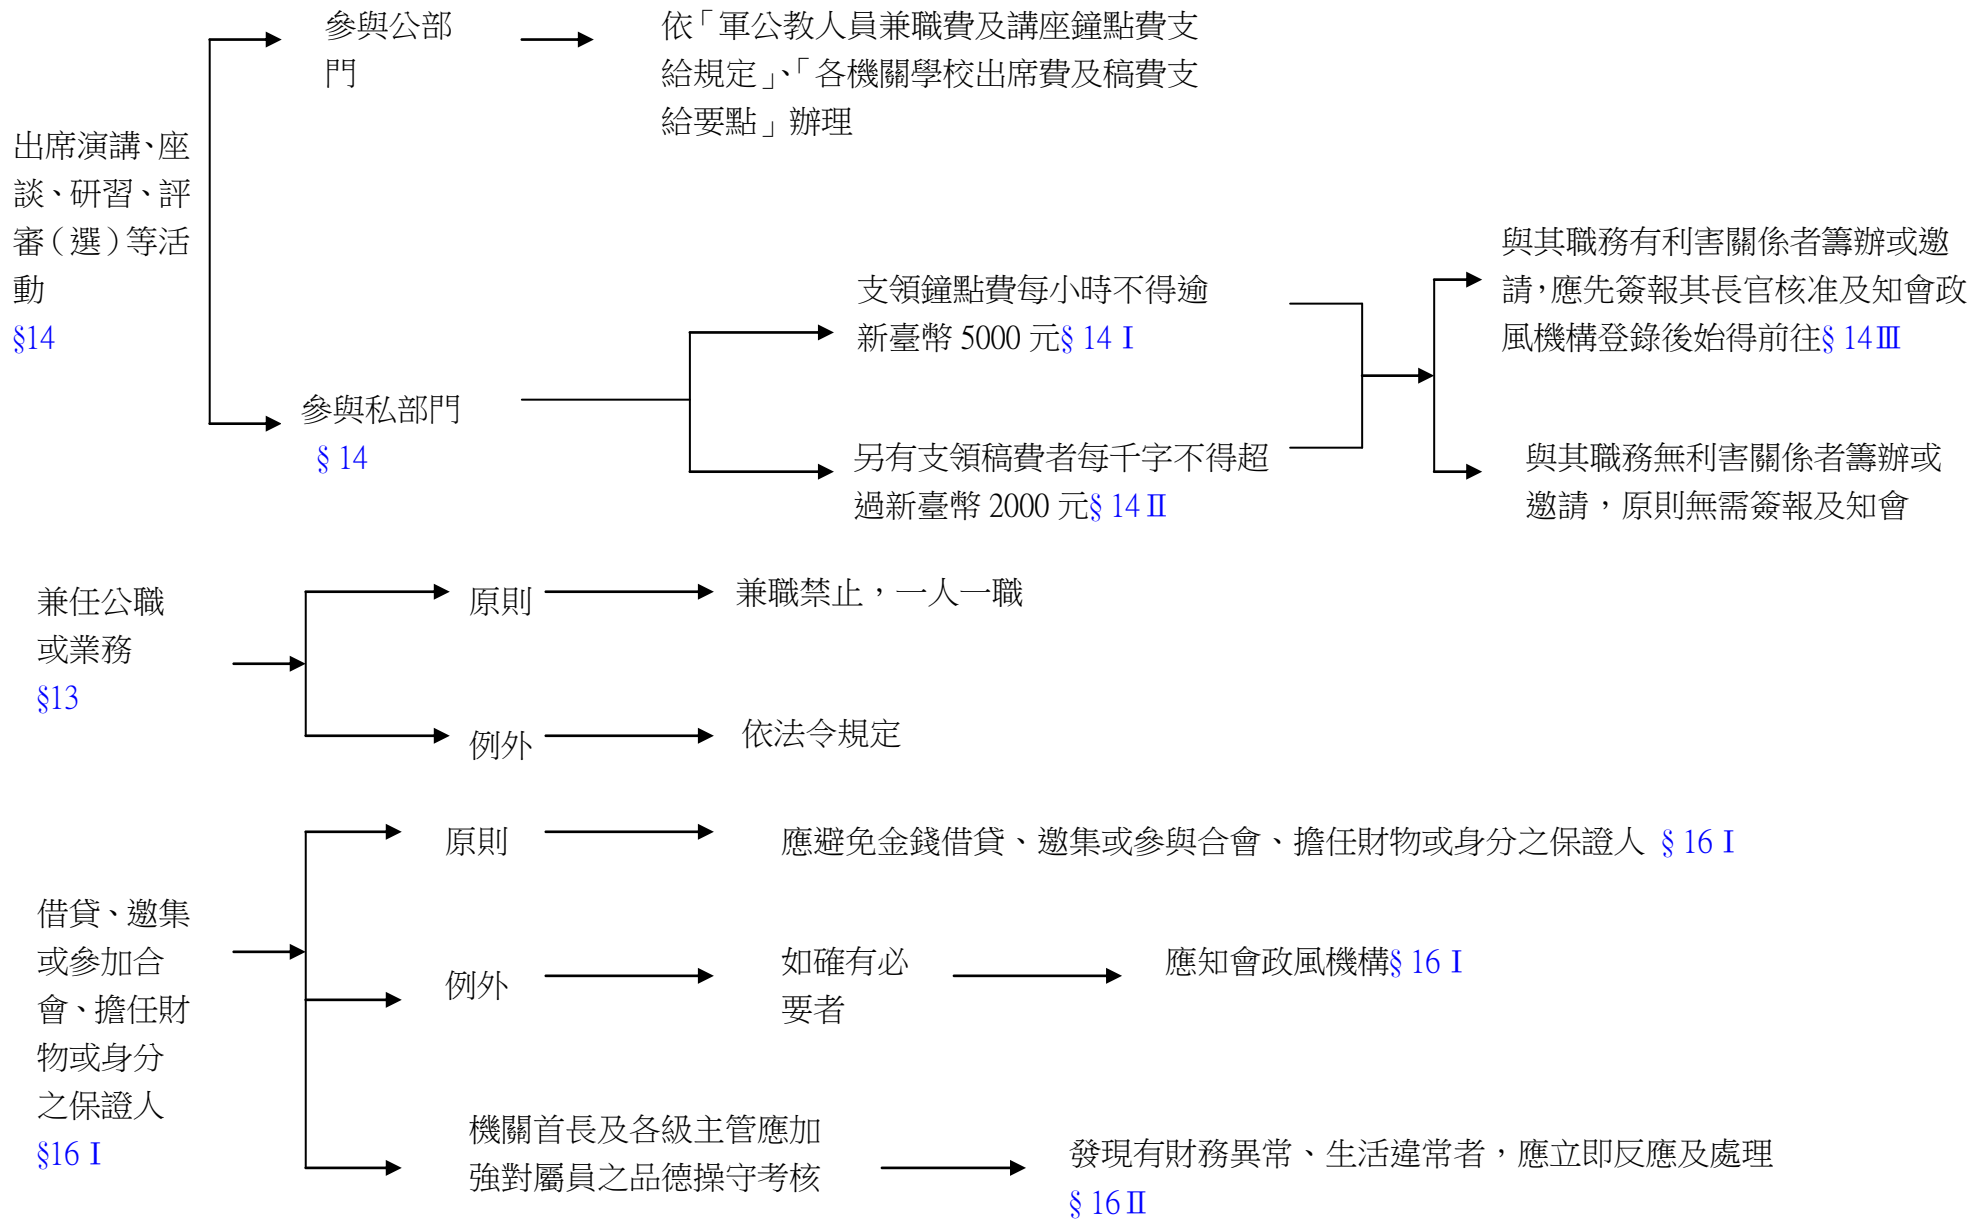 參與公部
門
依「軍公教人員兼職費及講座鐘點費支
給規定」、「各機關學校出席費及稿費支
給要點」辦理
出席演講、座
談、研習、評
審（選）等活
動
§14
參與私部門
§ 14
支領鐘點費每小時不得逾
新臺幣 5000 元§ 14 I
另有支領稿費者每千字不得超
過新臺幣 2000 元§ 14 II
與其職務有利害關係者籌辦或邀
請，應先簽報其長官核准及知會政
風機構登錄後始得前往§ 14III
與其職務無利害關係者籌辦或
邀請，原則無需簽報及知會
兼任公職
或業務
§13
原則
兼職禁止，一人一職
例外
依法令規定
借貸、邀集
或參加合
會、擔任財
物或身分
之保證人
§16 I
原則
應避免金錢借貸、邀集或參與合會、擔任財物或身分之保證人 § 16 I
例外
如確有必
要者
應知會政風機構§ 16 I
機關首長及各級主管應加
強對屬員之品德操守考核
發現有財務異常、生活違常者，應立即反應及處理
§ 16 II